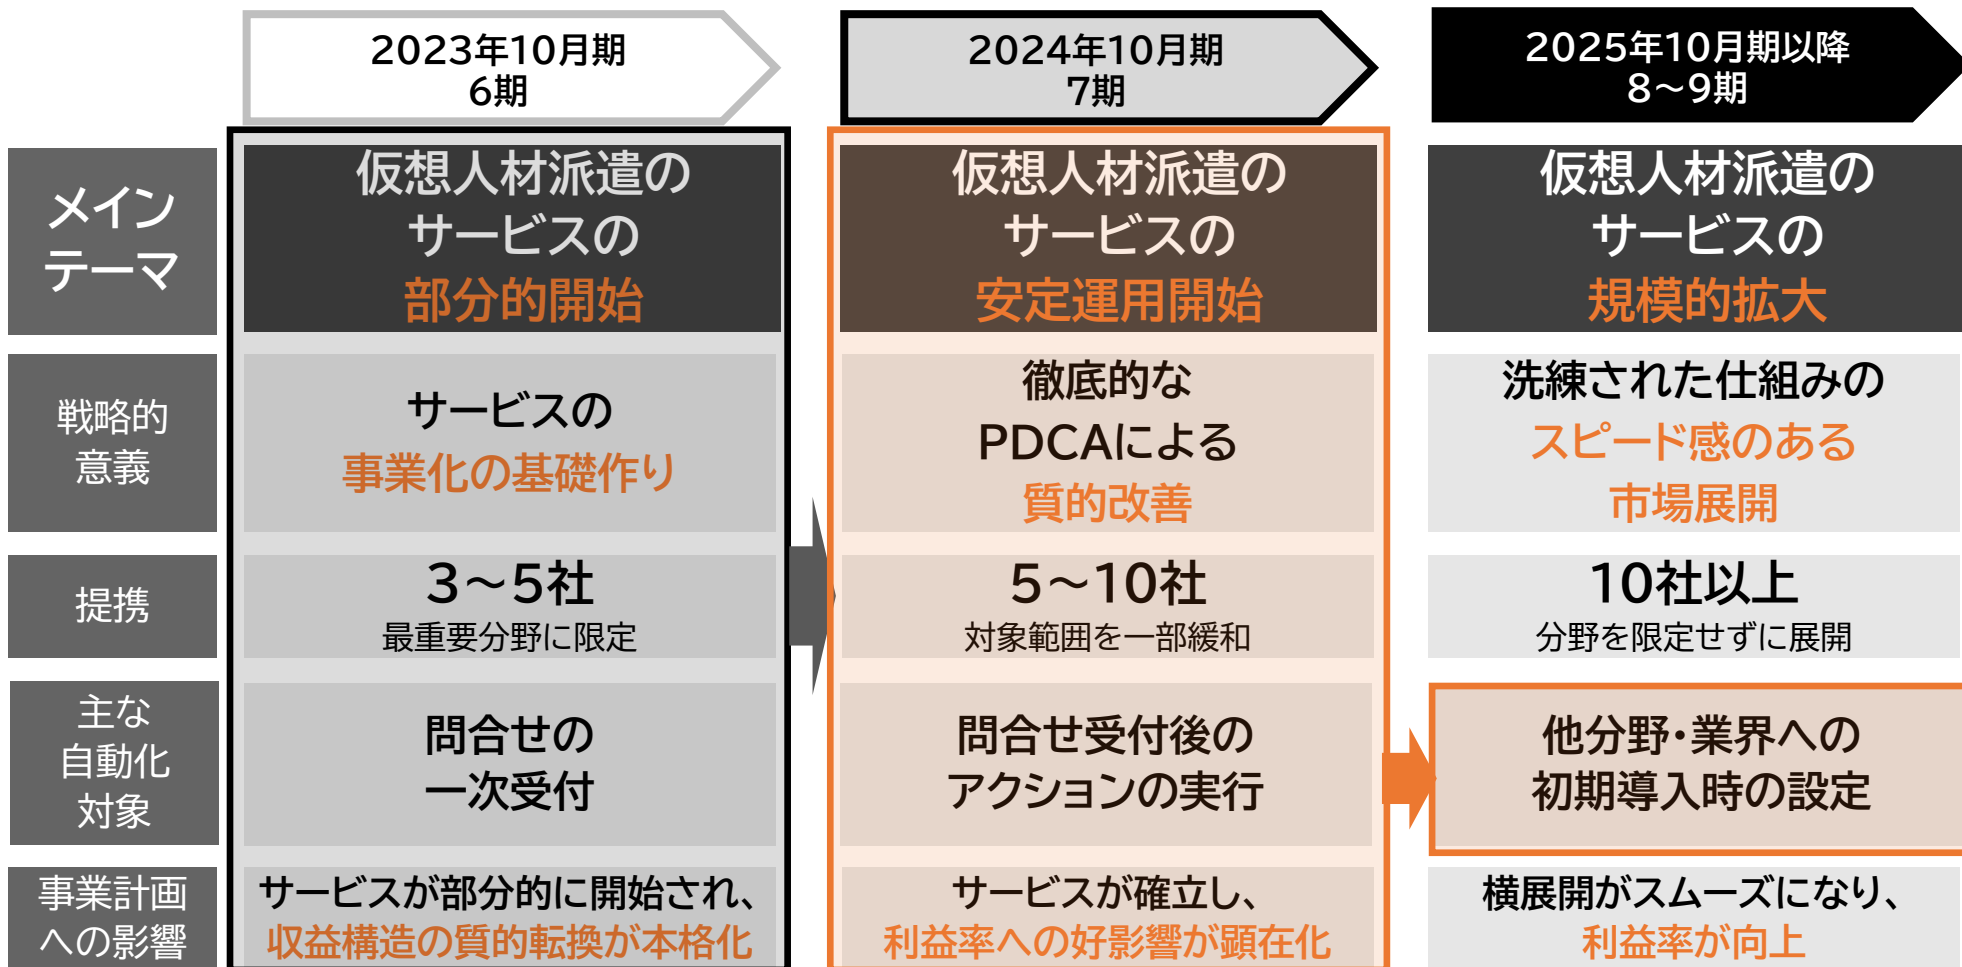 2023年10月期
6期
2024年10月期
7期
2025年10月期以降
8～9期
メイン
テーマ
仮想人材派遣の
サービスの
部分的開始
仮想人材派遣の
サービスの
安定運用開始
仮想人材派遣の
サービスの
規模的拡大
戦略的
意義
サービスの
事業化の基礎作り
徹底的な
PDCAによる
質的改善
洗練された仕組みの
スピード感のある
市場展開
提携
3～5社
最重要分野に限定
5～10社
対象範囲を一部緩和
10社以上
分野を限定せずに展開
主な
自動化
対象
問合せの
一次受付
問合せ受付後の
アクションの実行
他分野・業界への
初期導入時の設定
事業計画
への影響
サービスが部分的に開始され、
収益構造の質的転換が本格化
サービスが確立し、
利益率への好影響が顕在化
横展開がスムーズになり、
利益率が向上